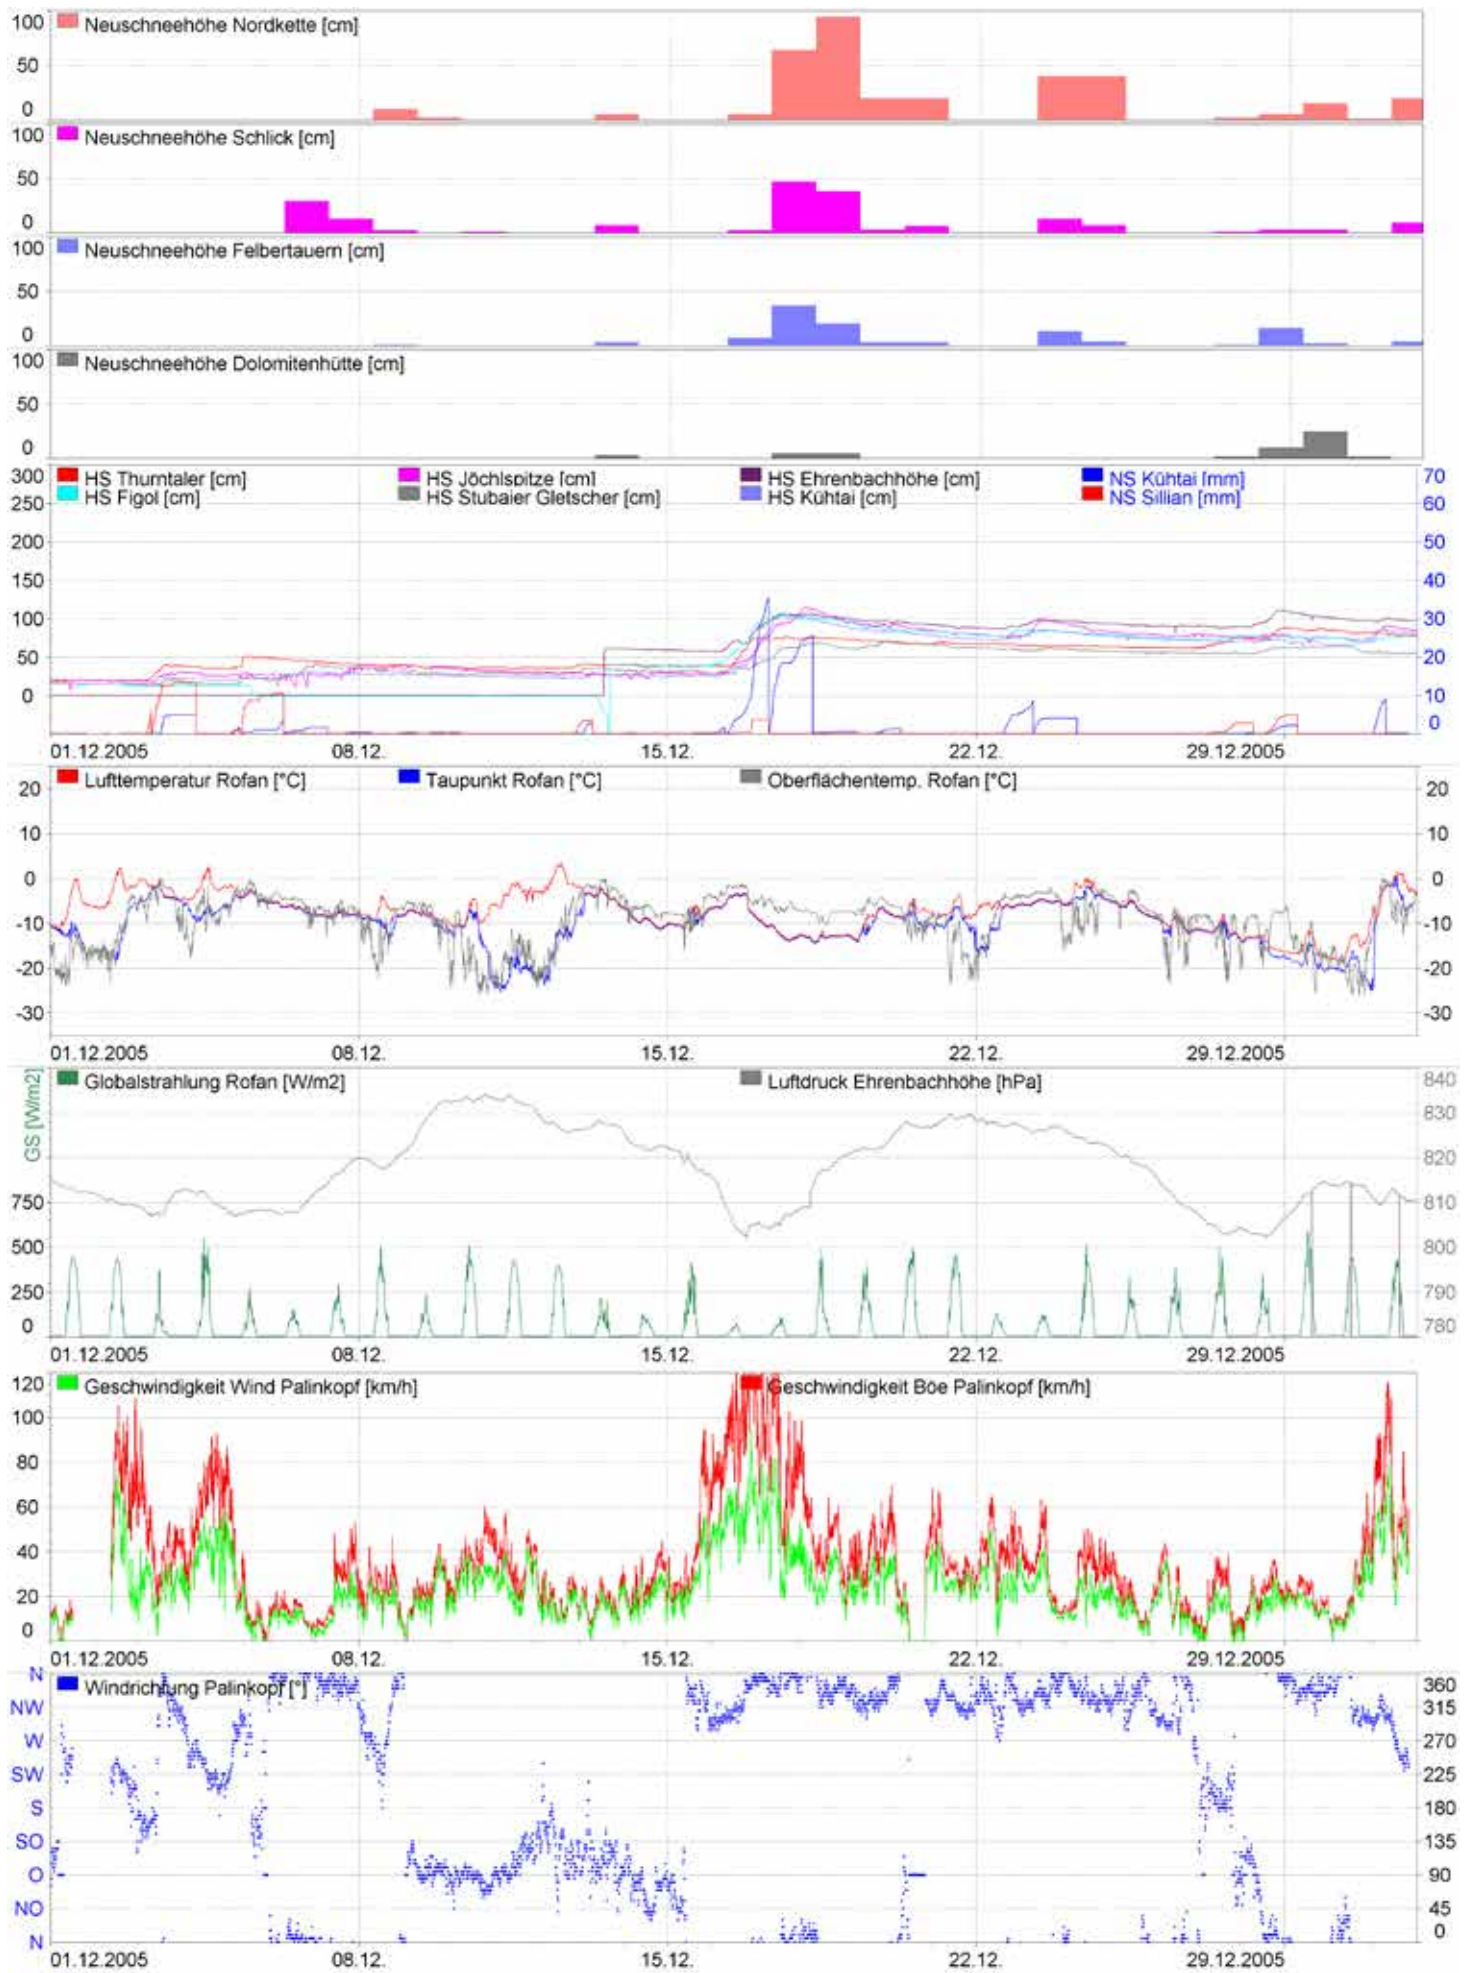 100 Neuschneehöhe Nordkette [cm]
50
0
100 Neuschneehöhe Schlick [cm]
50
0
100 Neuschneehöhe Felbertauern [cm]
50
0
100 Neuschneehöhe Dolomitenhütte [cm]
50
0
300 HS Thurntaler [cm] HS Jöchlspitze [cm] HS Ehrenbachhöhe [cm] NS Kühtai [mm] 70
HS Figol [cm] HS Stubaier Gletscher [cm] HS Kühtai [cm] NS Sillian [mm]
250 60
200 50
150 40
100 30
50 20
0 10
0
01.12.2005 08.12. 15.12. 22.12. 29.12.2005
Lufttemperatur Rofan [°C] Taupunkt Rofan [°C] Oberflächentemp. Rofan [°C]
20 20
10 10
0 0
-10 -10
-20 -20
-30 -30
01.12.2005 08.12. 15.12. 22.12. 29.12.2005
GS [W/m2]
Globalstrahlung Rofan [W/m2] Luftdruck Ehrenbachhöhe [hPa] 840
830
820
750 810
500 800
250 790
0 780
01.12.2005 08.12. 15.12. 22.12. 29.12.2005
120 Geschwindigkeit Wind Palinkopf [km/h] Geschwindigkeit Böe Palinkopf [km/h] 120
100 100
80 80
60 60
40 40
20 20
0 0
01.12.2005 08.12. 15.12. 22.12. 29.12.2005
N Windrichtung Palinkopf [°] 360
NW 315
W 270
SW 225
S 180
SO 135
O 90
NO 45
N 0
01.12.2005 08.12. 15.12. 22.12. 29.12.2005